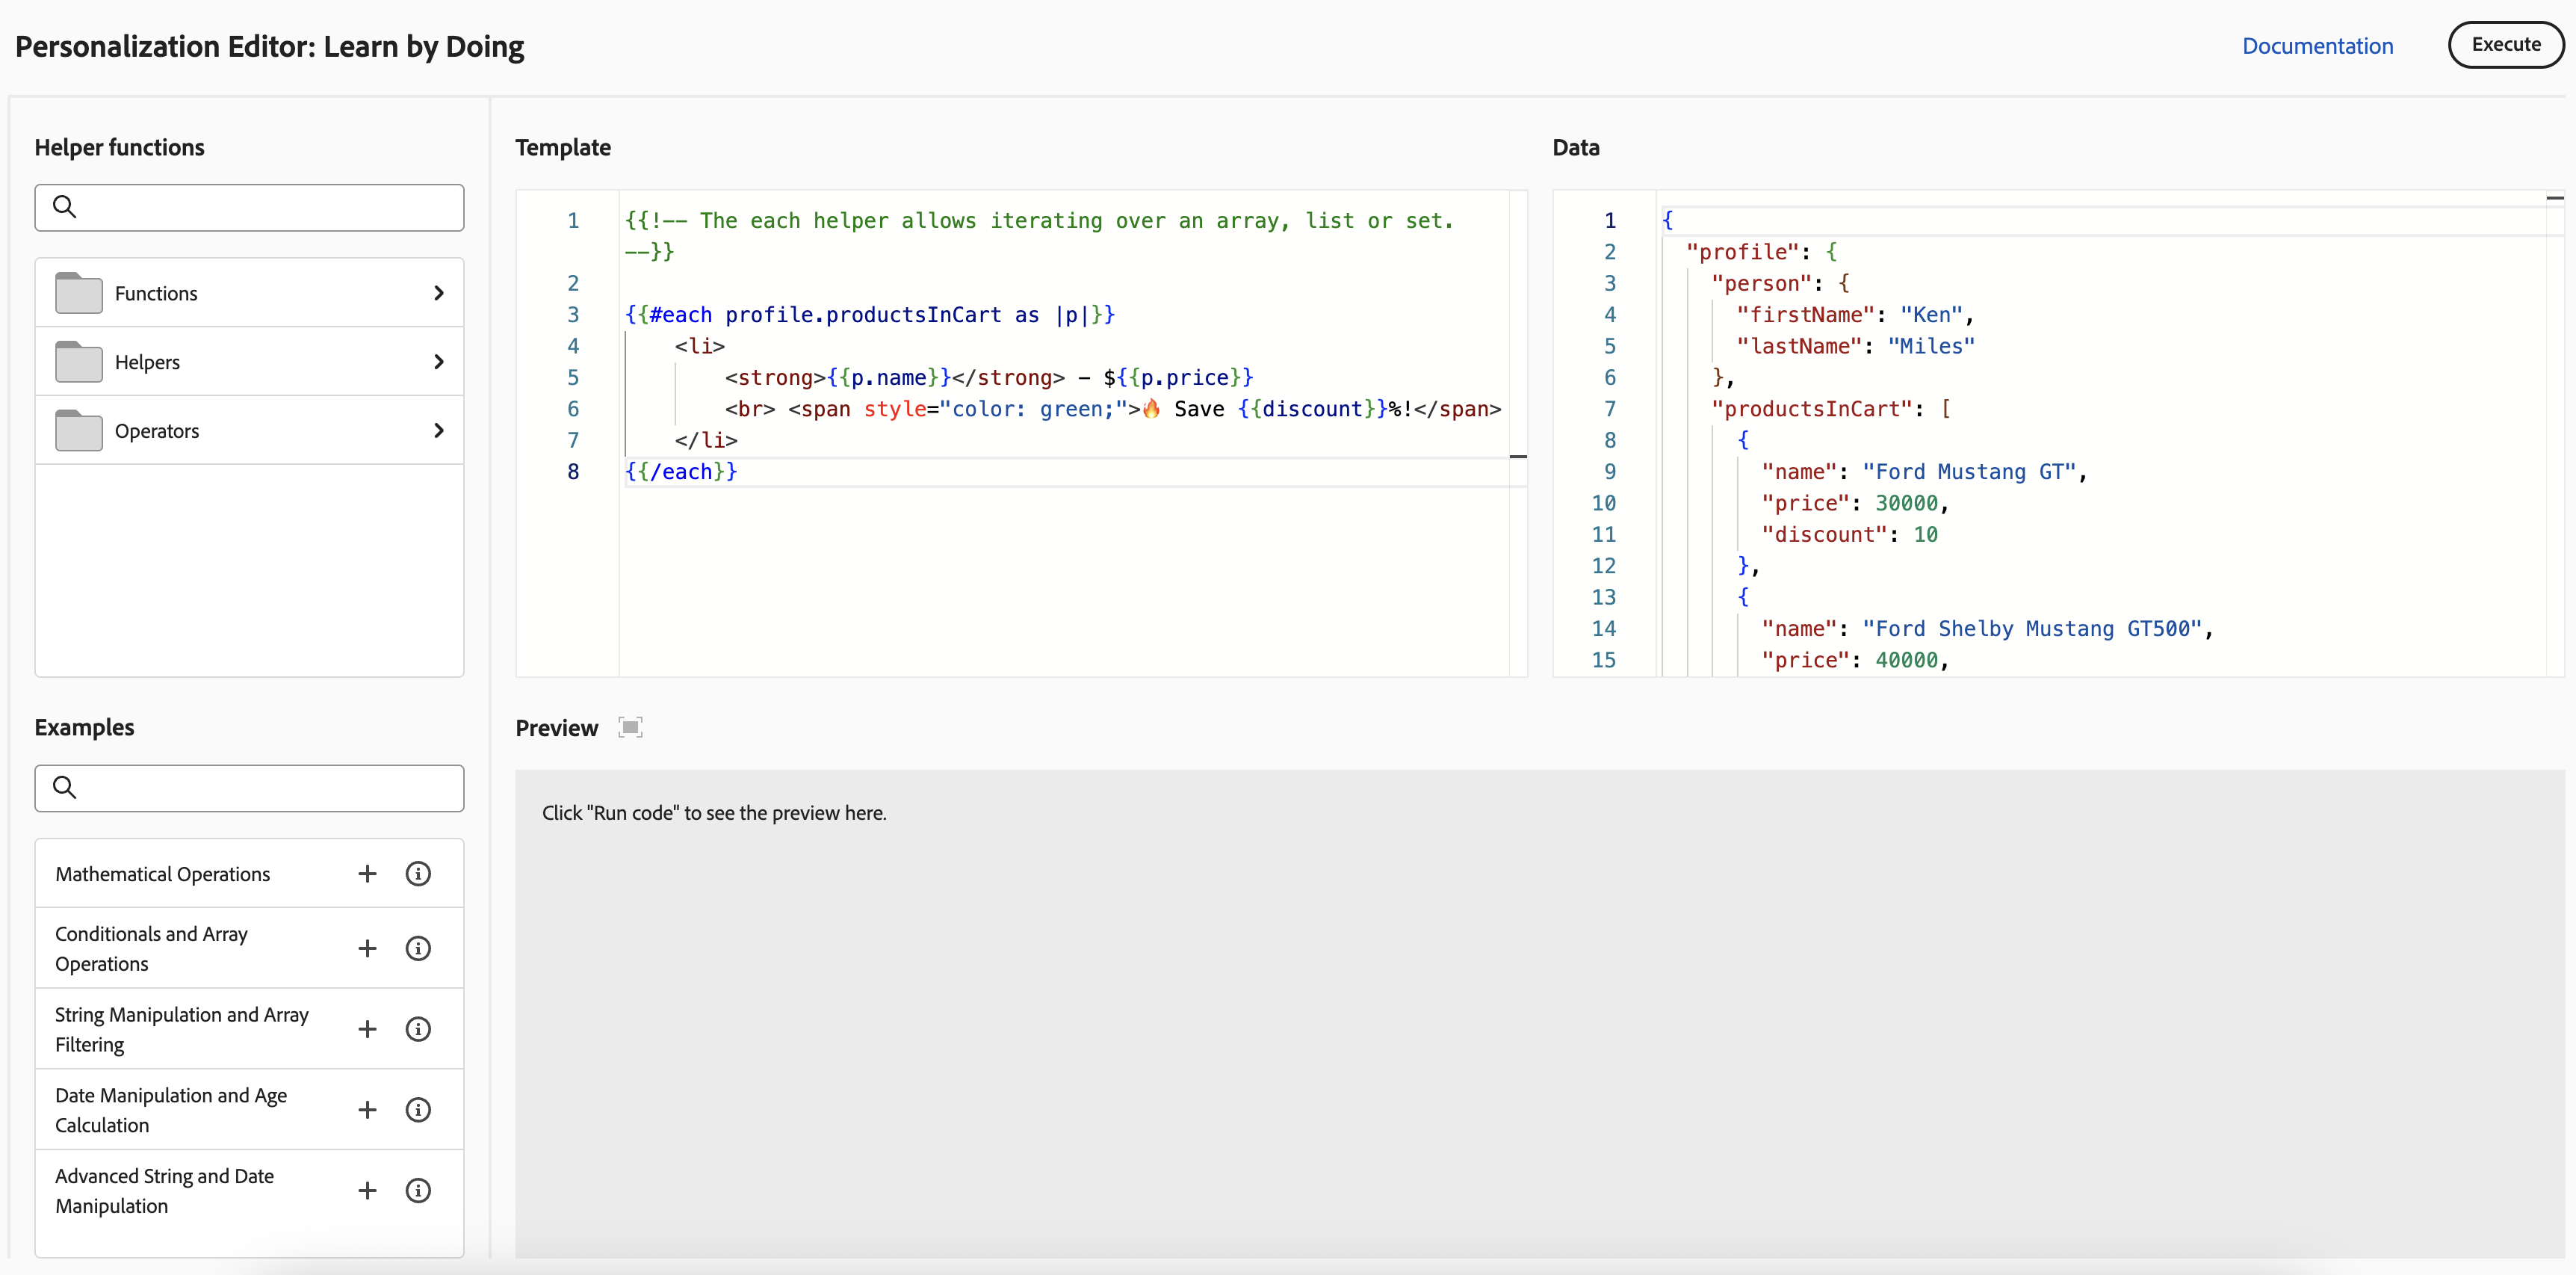 Personalization Editor: Learn by Doing
Documentation
Execute
Helper functions
Functions
Helpers
Operators
Examples
Mathematical Operations
Conditionals and Array
Operations
String Manipulation and Array
Filtering
Date Manipulation and Age
Calculation
Advanced String and Date
Manipulation
Template
1 {{!-- The each helper allows iterating over an array, list or set.
--}}
2
3 {{#each profile.productsInCart as |p|}}
4 <li>
5 <strong>{{p.name}}</strong> - ${{p.price}}
6 <br> <span style="color: green;">🔥 Save {{discount}}%!</span>
7 </li>
8 {{/each}}
Data
1 {
2 "profile": {
3 "person": {
4 "firstName": "Ken",
5 "lastName": "Miles"
6 },
7 "productsInCart": [
8 {
9 "name": "Ford Mustang GT",
10 "price": 30000,
11 "discount": 10
12 },
13 {
14 "name": "Ford Shelby Mustang GT500",
15 "price": 40000,
Preview
Click "Run code" to see the preview here.